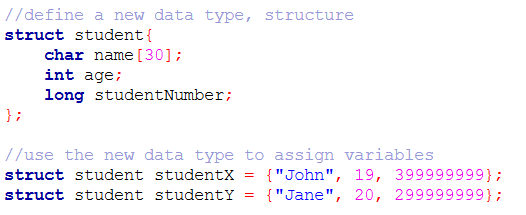 //define a new data type, structure
struct student{
    char name[30];
    int age;
    long studentNumber;
};

//use the new data type to assign variables
struct student studentX = {"John", 19, 399999999};
struct student studentY = {"Jane", 20, 299999999};